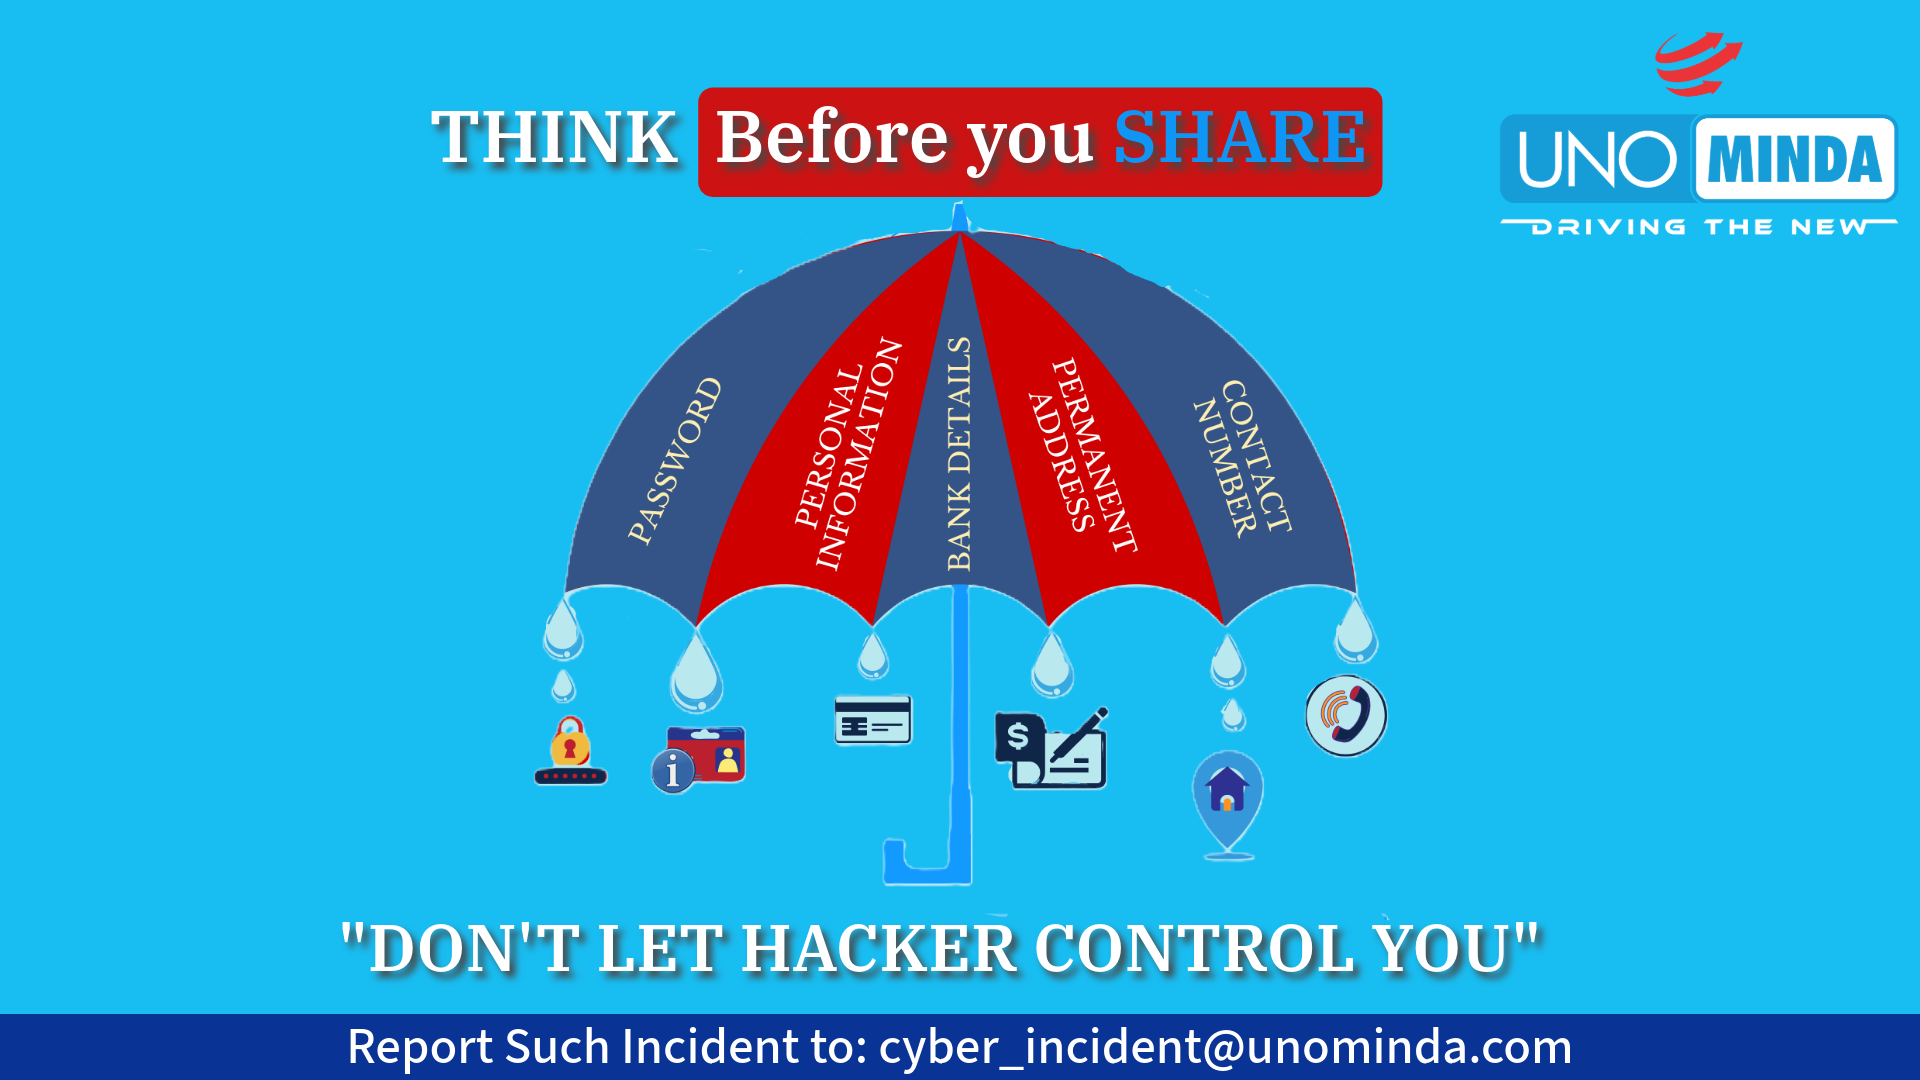 THINK Before you SHARE
UNO MINDA
DRIVING THE NEW
PASSWORD
PERSONAL
INFORMATION
BANK DETAILS
PERMANENT
ADDRESS
CONTACT
NUMBER
$
i
"DON'T LET HACKER CONTROL YOU"
Report Such Incident to: cyber_incident@unominda.com